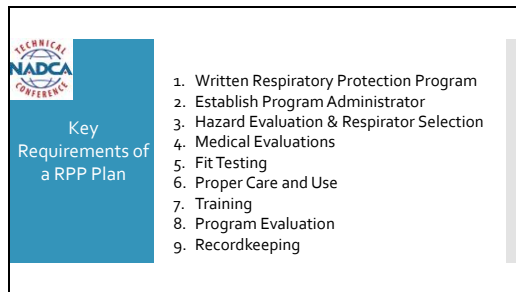 TECHNICAL
NADCA
CONFERENCE
Key
Requirements of
a RPP Plan
1. Written Respiratory Protection Program
2. Establish Program Administrator
3. Hazard Evaluation & Respirator Selection
4. Medical Evaluations
5. Fit Testing
6. Proper Care and Use
7. Training
8. Program Evaluation
9. Recordkeeping